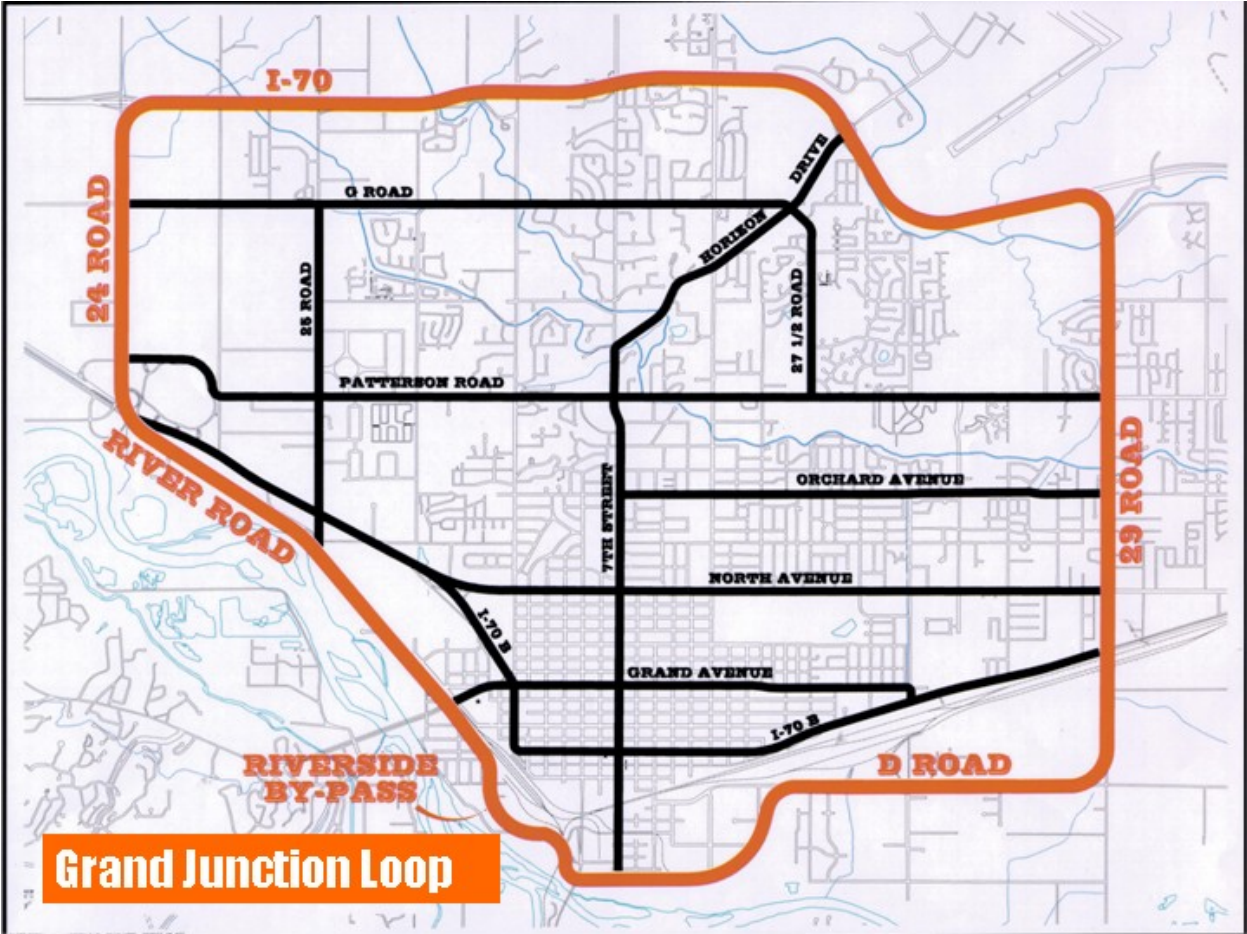 I-70
DRIVE
G ROAD
HORIZON
24 ROAD
25 ROAD
27 1/2 ROAD
PATTERSON ROAD
RIVER ROAD
ORCHARD AVENUE
29 ROAD
7TH STREET
NORTH AVENUE
I-70 B
GRAND AVENUE
I-70 B
RIVERSIDE
BY-PASS
D ROAD
Grand Junction Loop